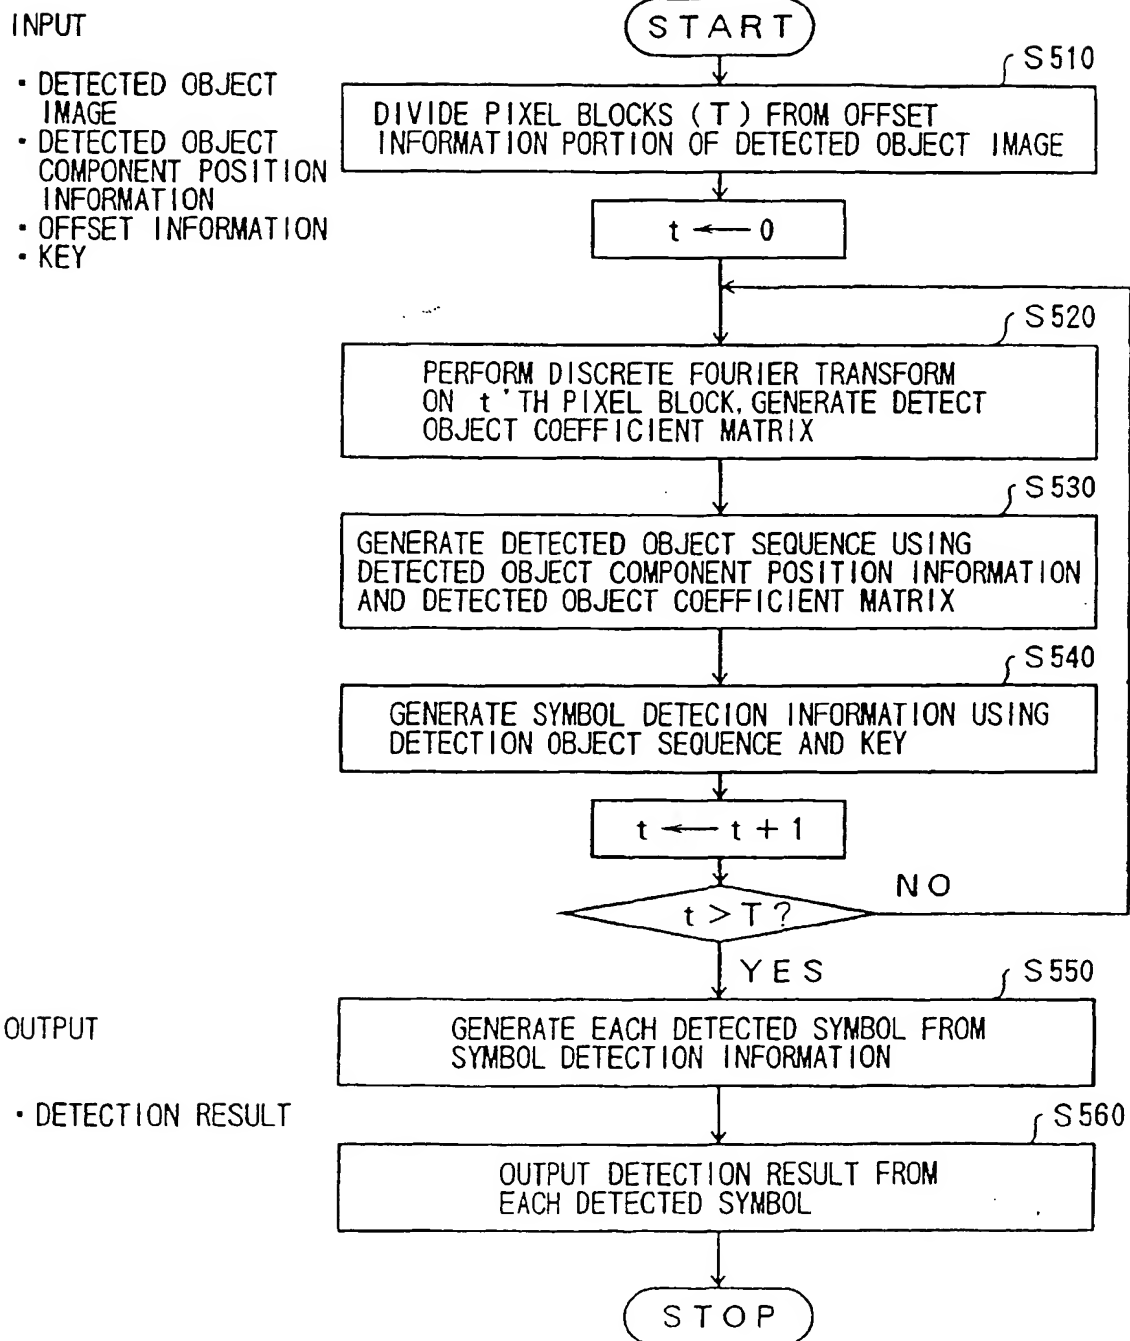 INPUT
・DETECTED OBJECT
IMAGE
・DETECTED OBJECT
COMPONENT POSITION
INFORMATION
・OFFSET INFORMATION
・KEY
START
S510
DIVIDE PIXEL BLOCKS (T) FROM OFFSET
INFORMATION PORTION OF DETECTED OBJECT IMAGE
t ← 0
S520
PERFORM DISCRETE FOURIER TRANSFORM
ON t'TH PIXEL BLOCK, GENERATE DETECT
OBJECT COEFFICIENT MATRIX
S530
GENERATE DETECTED OBJECT SEQUENCE USING
DETECTED OBJECT COMPONENT POSITION INFORMATION
AND DETECTED OBJECT COEFFICIENT MATRIX
S540
GENERATE SYMBOL DETECION INFORMATION USING
DETECTION OBJECT SEQUENCE AND KEY
t ← t + 1
t > T ?
NO
YES
S550
GENERATE EACH DETECTED SYMBOL FROM
SYMBOL DETECTION INFORMATION
OUTPUT
・DETECTION RESULT
S560
OUTPUT DETECTION RESULT FROM
EACH DETECTED SYMBOL
STOP